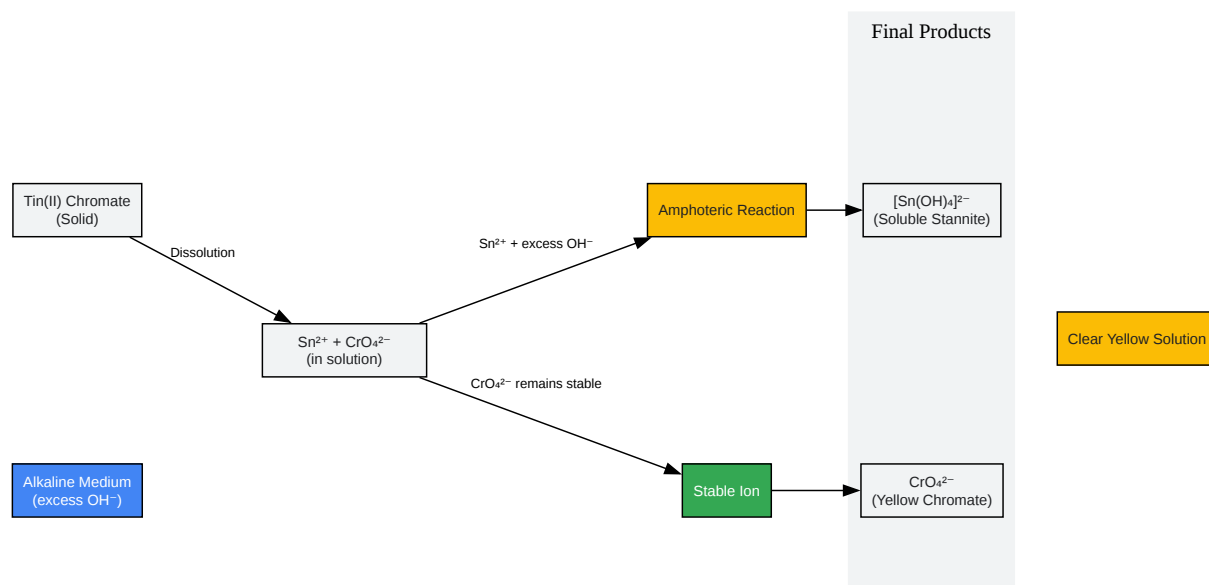 Final Products
Tin(II) Chromate
(Solid)
Dissolution
Sn²⁺ + CrO₄²⁻
(in solution)
Sn²⁺ + excess OH⁻
Amphoteric Reaction
[Sn(OH)₄]²⁻
(Soluble Stannite)
Clear Yellow Solution
CrO₄²⁻ remains stable
Alkaline Medium
(excess OH⁻)
Stable Ion
CrO₄²⁻
(Yellow Chromate)